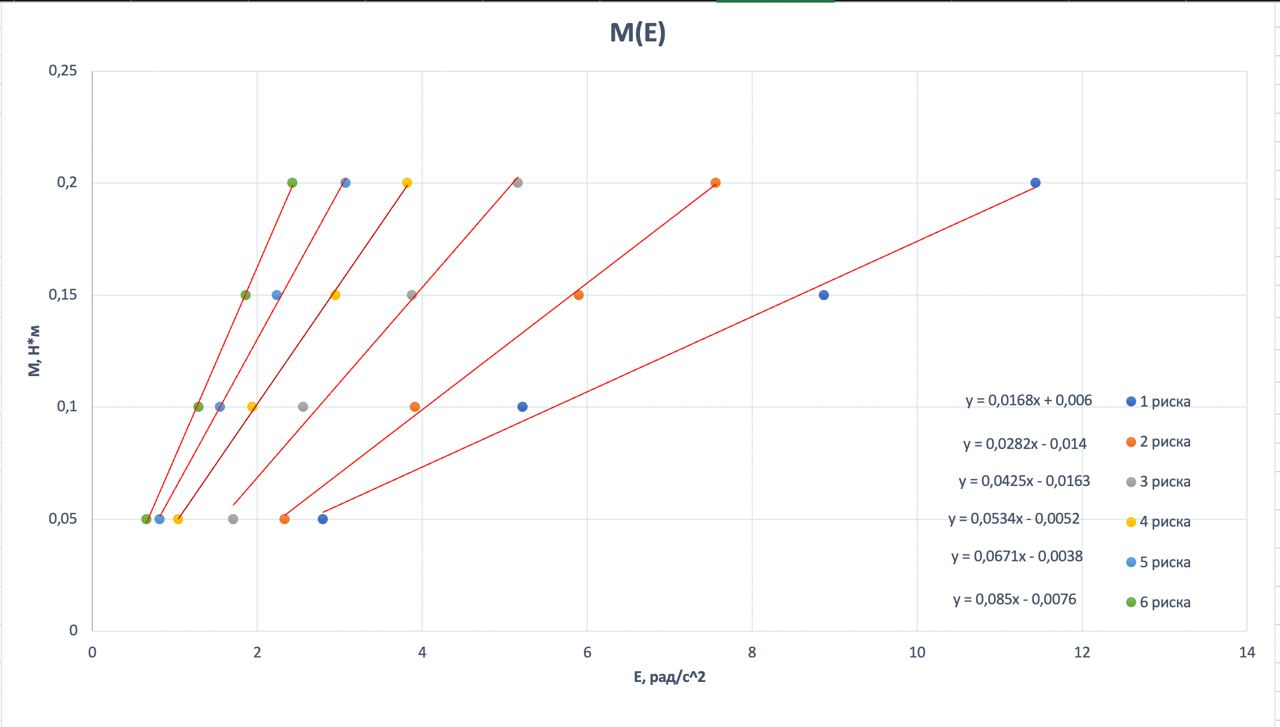 M(E)
0,25
0,2
0,15
0,1
0,05
0
M, Н*м
0 2 4 6 8 10 12 14
E, рад/с^2
y = 0,0168x + 0,006
y = 0,0282x - 0,014
y = 0,0425x - 0,0163
y = 0,0534x - 0,0052
y = 0,0671x - 0,0038
y = 0,085x - 0,0076
1 риска
2 риска
3 риска
4 риска
5 риска
6 риска